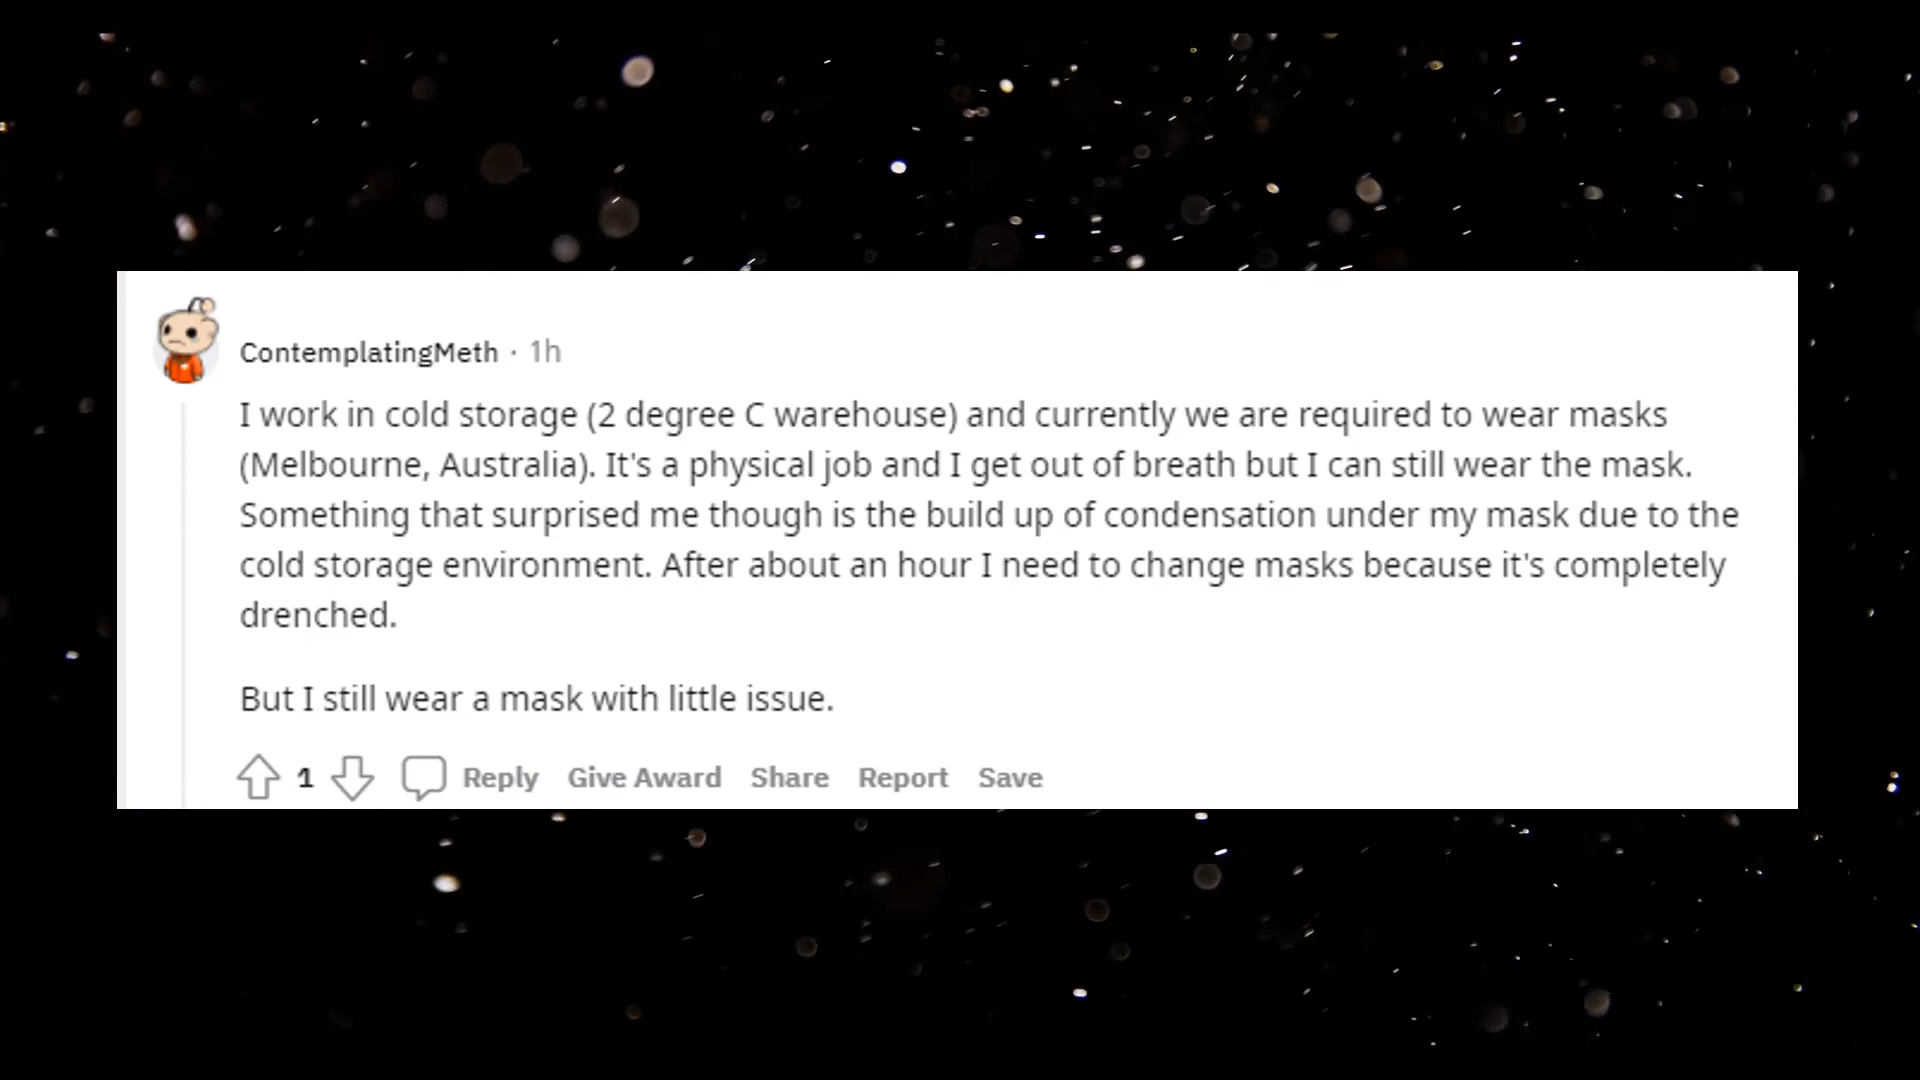 ContemplatingMeth · 1h
I work in cold storage (2 degree C warehouse) and currently we are required to wear masks
(Melbourne, Australia). It's a physical job and I get out of breath but I can still wear the mask.
Something that surprised me though is the build up of condensation under my mask due to the
cold storage environment. After about an hour I need to change masks because it's completely
drenched.
But I still wear a mask with little issue.
1 Reply Give Award Share Report Save